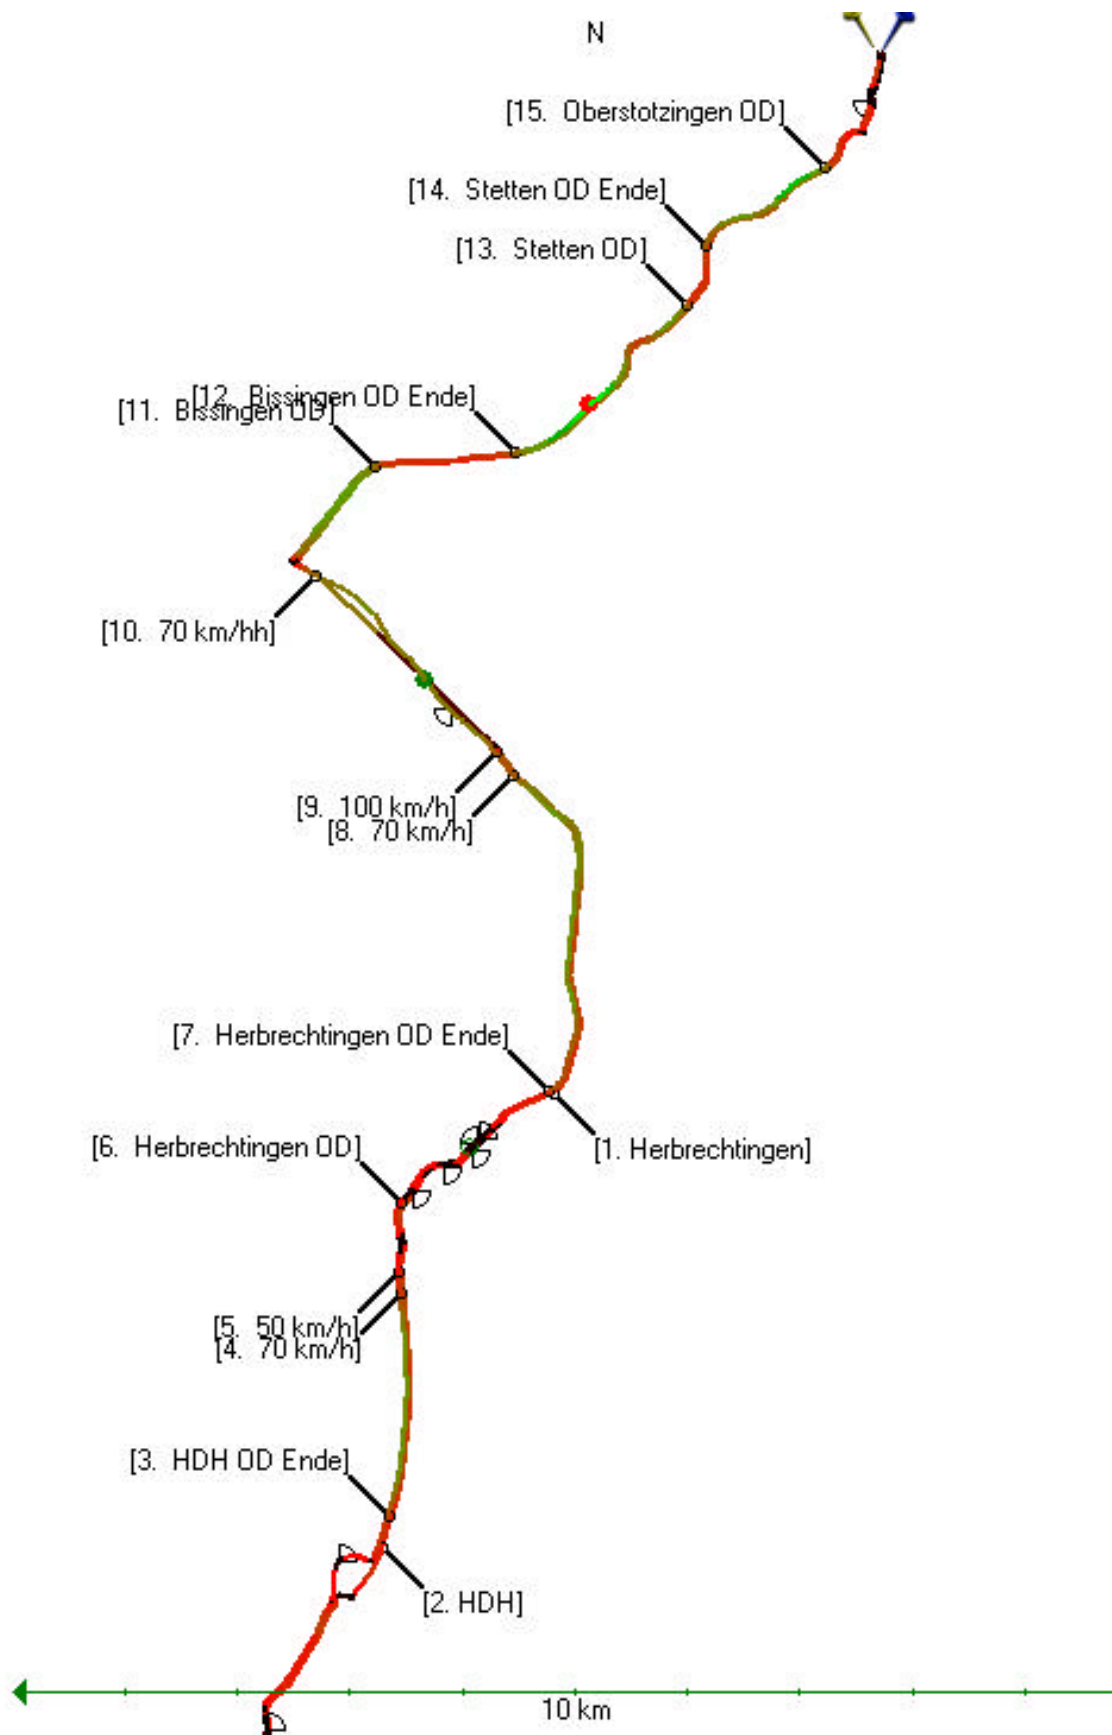 N
[15. Oberstotzingen OD]
[14. Stetten OD Ende]
[13. Stetten OD]
[12. Bissingen OD Ende]
[11. Bissingen OD]
[10. 70 km/hh]
[9. 100 km/h]
[8. 70 km/h]
[7. Herbrechtingen OD Ende]
[6. Herbrechtingen OD]
[1. Herbrechtingen]
[5. 50 km/h]
[4. 70 km/h]
[3. HDH OD Ende]
[2. HDH]
10 km